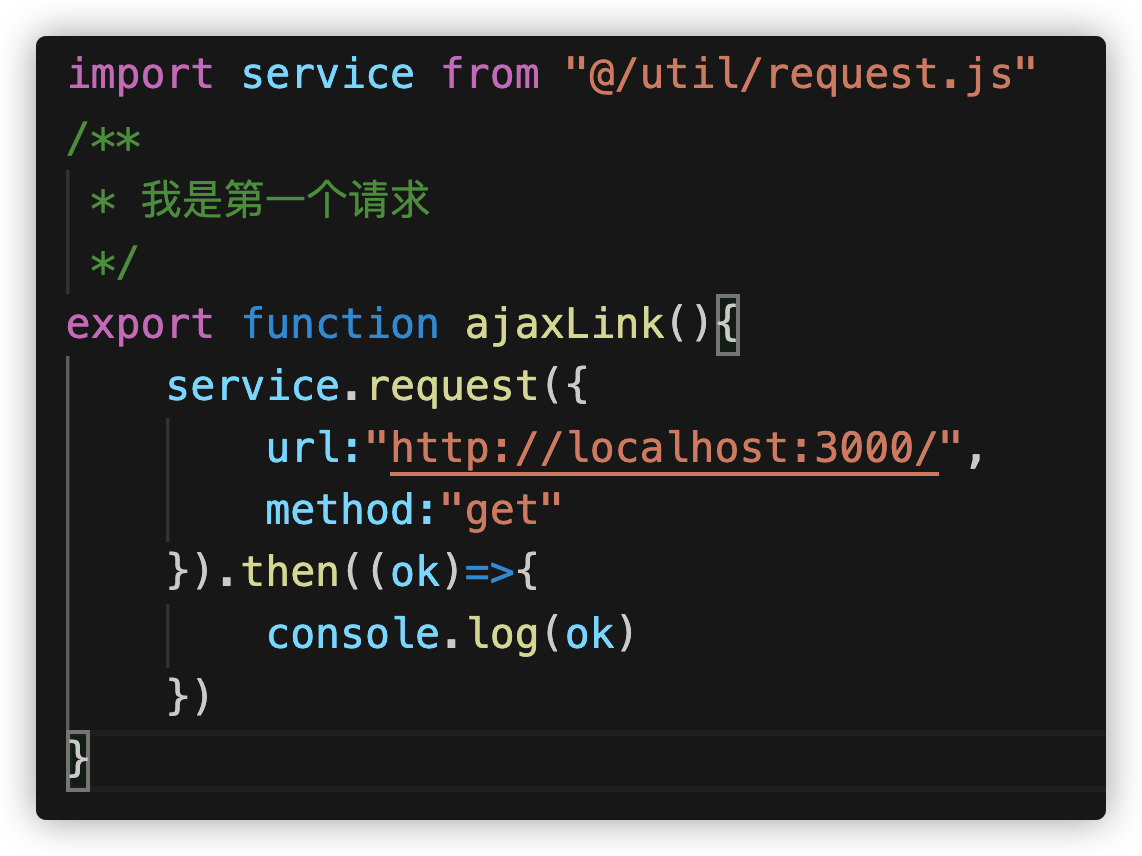 import service from "@/util/request.js"
/**
 * 我是第一个请求
 */
export function ajaxLink(){
    service.request({
        url:"http://localhost:3000/",
        method:"get"
    }).then((ok)=>{
        console.log(ok)
    })
}